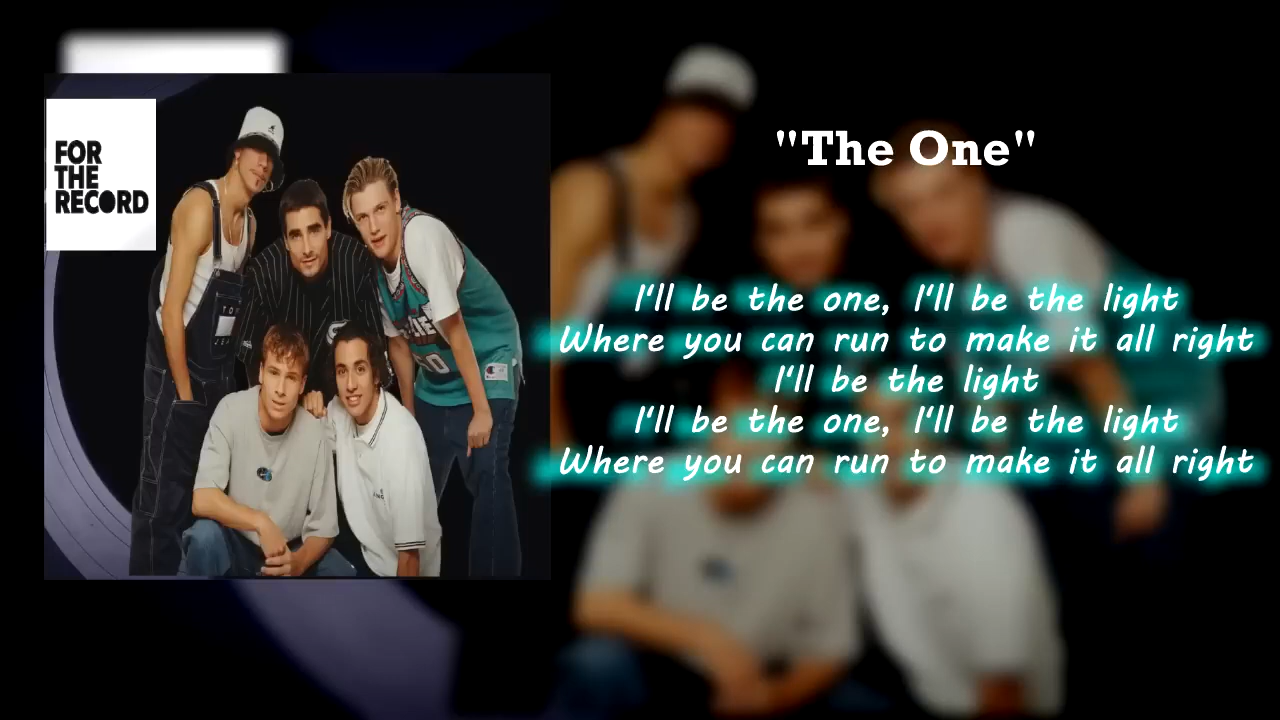 FOR
THE
RECORD
"The One"
I'll be the one, I'll be the light
Where you can run to make it all right
I'll be the light
I'll be the one, I'll be the light
Where you can run to make it all right